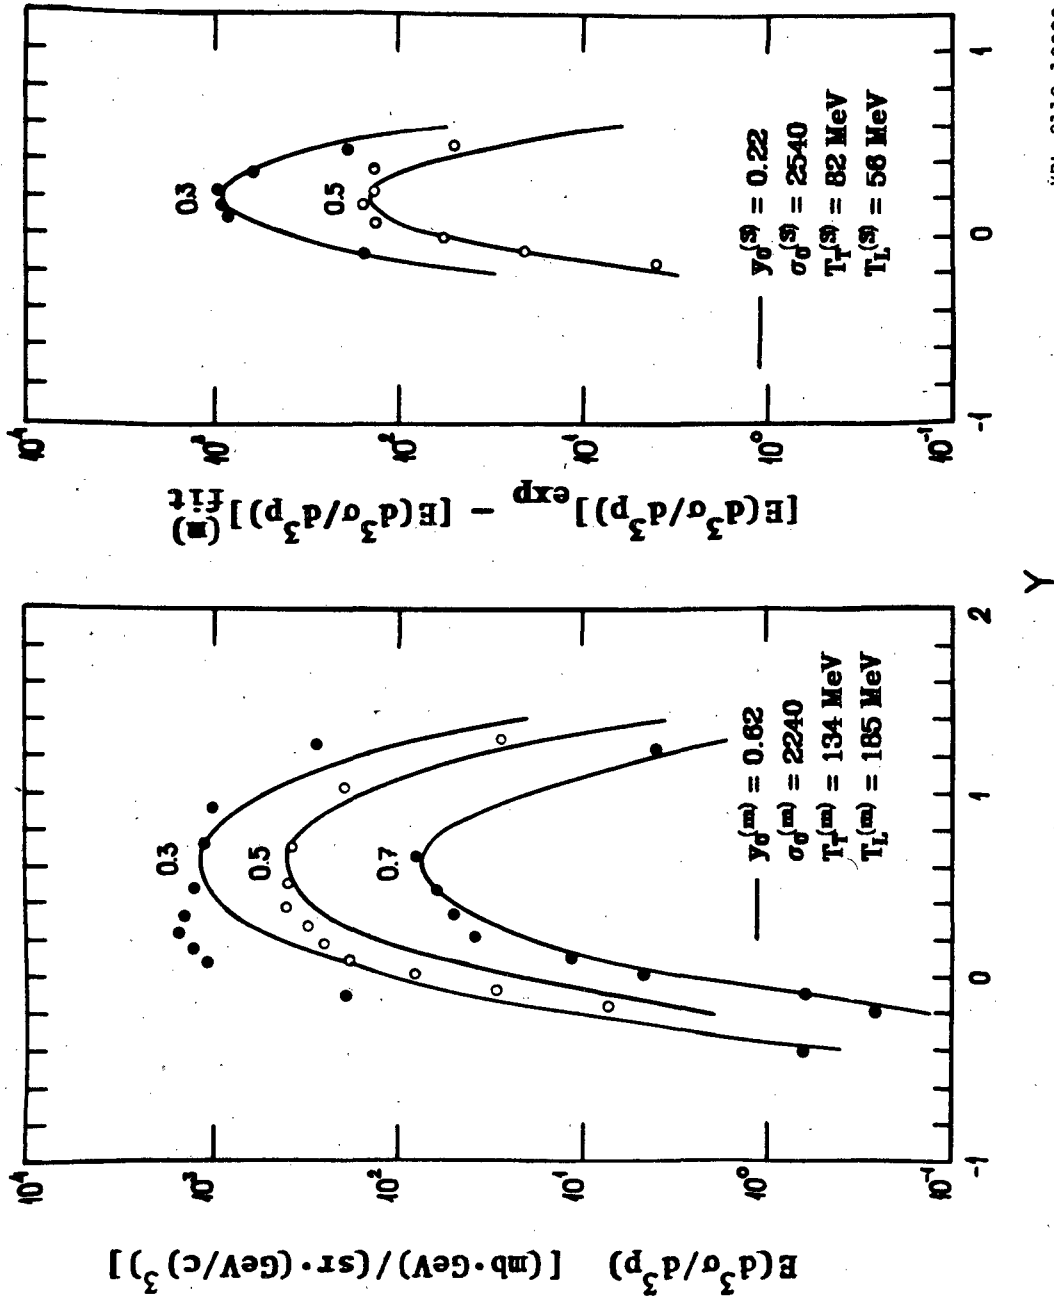 E(d³σ/d³p) [(mb·GeV)/(sr·(GeV/c)³)]
10⁴
10³
10²
10¹
10⁰
10⁻¹
0.3
0.5
0.7
y₀⁽ᵐ⁾ = 0.62
σ₀⁽ᵐ⁾ = 2240
T_T⁽ᵐ⁾ = 134 MeV
T_L⁽ᵐ⁾ = 185 MeV
-1 0 1 2
Y
[E(d³σ/d³p)]exp - [E(d³σ/d³p)]fit⁽ᵐ⁾
10⁴
10³
10²
10¹
10⁰
10⁻¹
0.3
0.5
y₀⁽ˢ⁾ = 0.22
σ₀⁽ˢ⁾ = 2540
T_T⁽ˢ⁾ = 82 MeV
T_L⁽ˢ⁾ = 56 MeV
-1 0 1